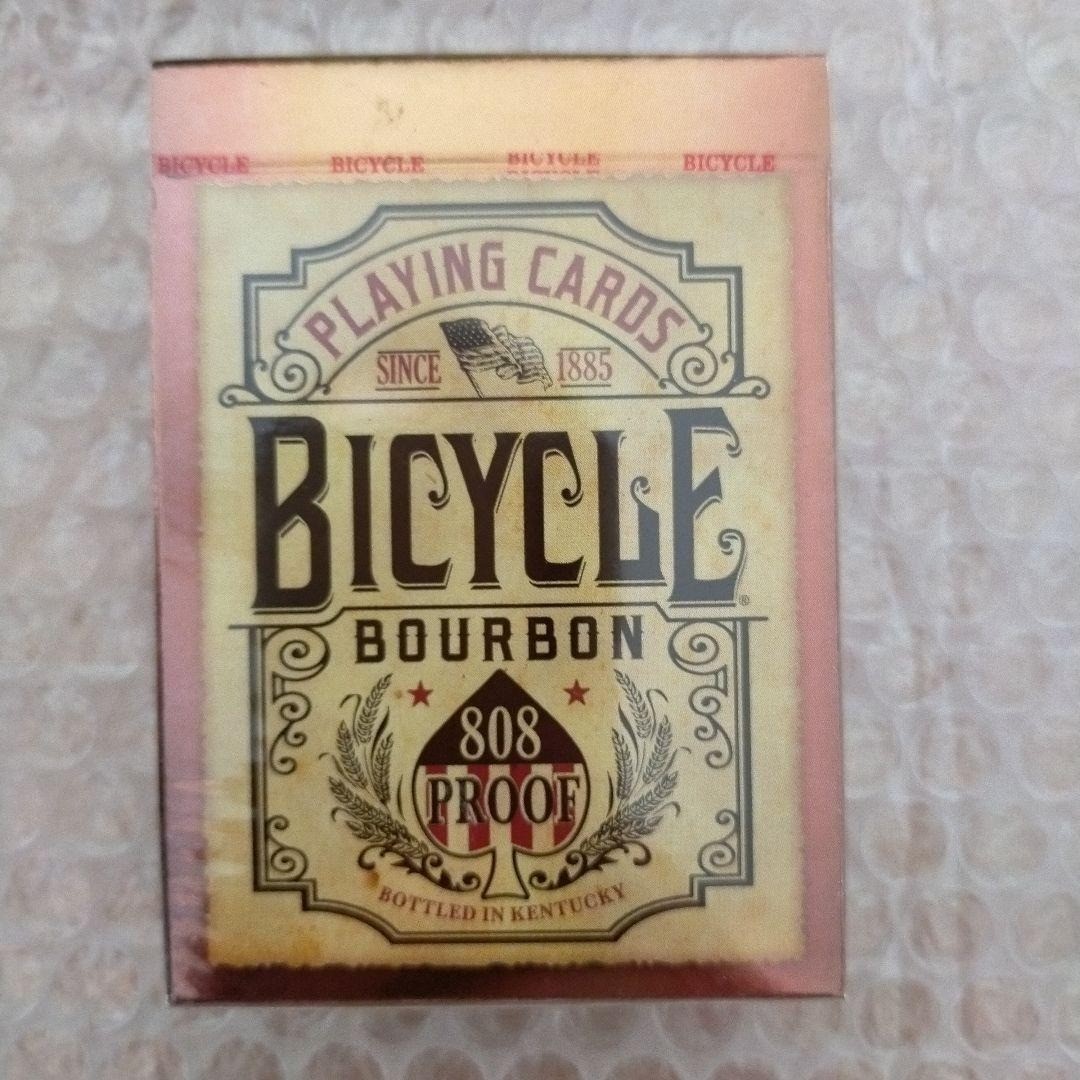 BICYCLE BICYCLE BICYCLE BICYCLE
PLAYING CARDS
SINCE 1885
BICYCLE®
BOURBON
808
PROOF
BOTTLED IN KENTUCKY